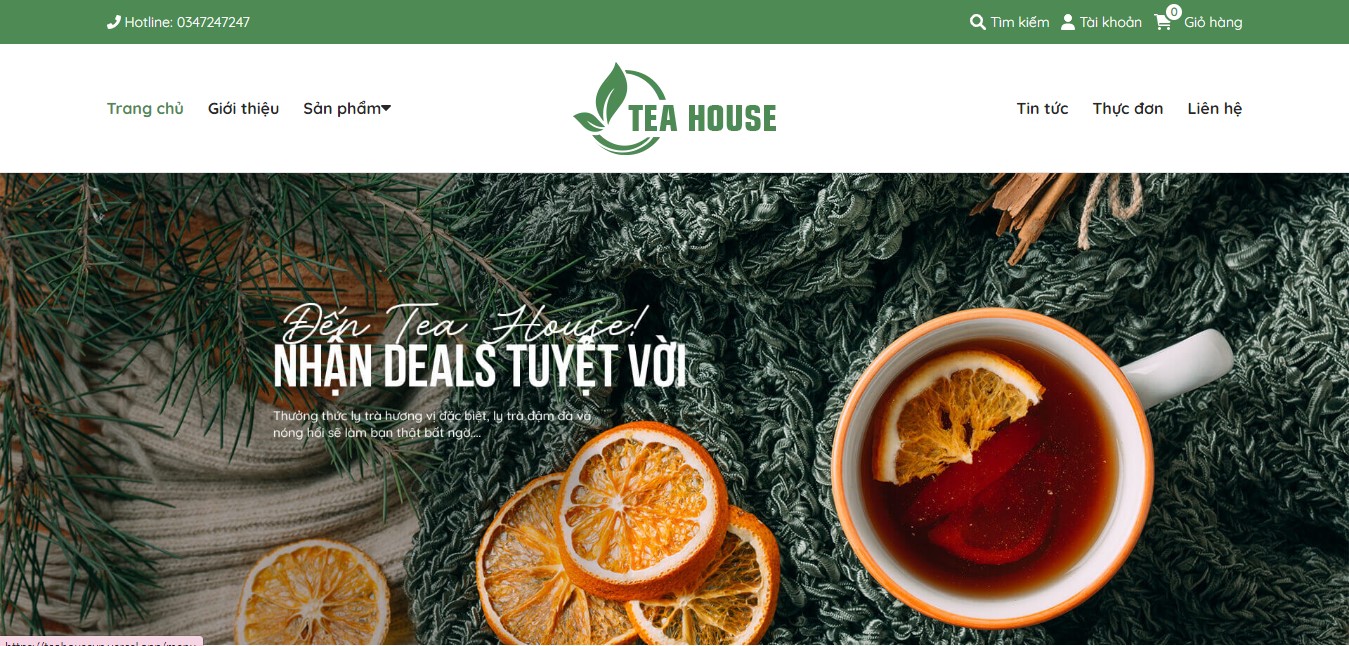 Hotline: 0347247247
Tìm kiếm
Tài khoản
0
Giỏ hàng
Trang chủ
Giới thiệu
Sản phẩm
TEA HOUSE
Tin tức
Thực đơn
Liên hệ
Đến Tea House!
NHẬN DEALS TUYỆT VỜI
Thưởng thức ly trà hương vị đặc biệt, ly trà đậm đà và
nóng hổi sẽ làm bạn thật bất ngờ...